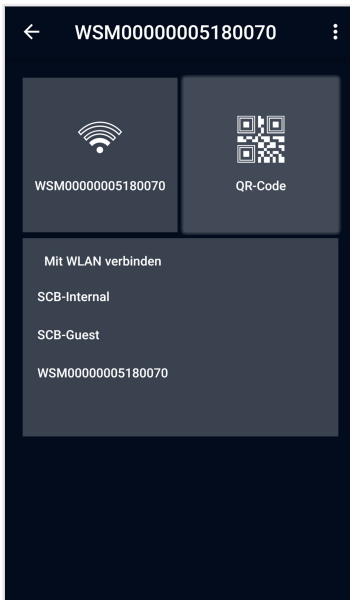 WSM00000005180070
WSM00000005180070
QR-Code
Mit WLAN verbinden
SCB-Internal
SCB-Guest
WSM00000005180070